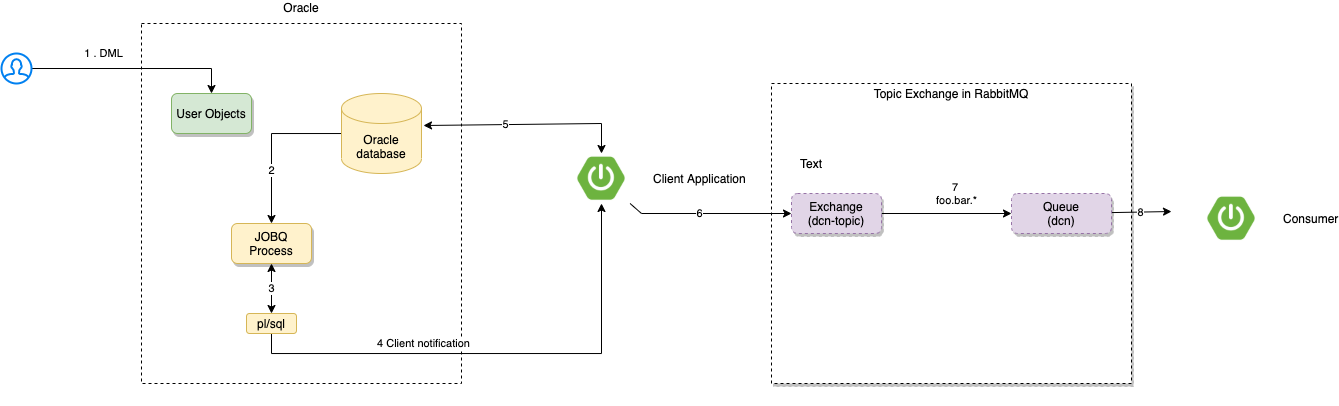 Oracle
1 . DML
User Objects
Oracle
database
2
JOBQ
Process
3
pl/sql
4 Client notification
5
Client Application
6
Topic Exchange in RabbitMQ
Text
Exchange
(dcn-topic)
7
foo.bar.*
Queue
(dcn)
8
Consumer